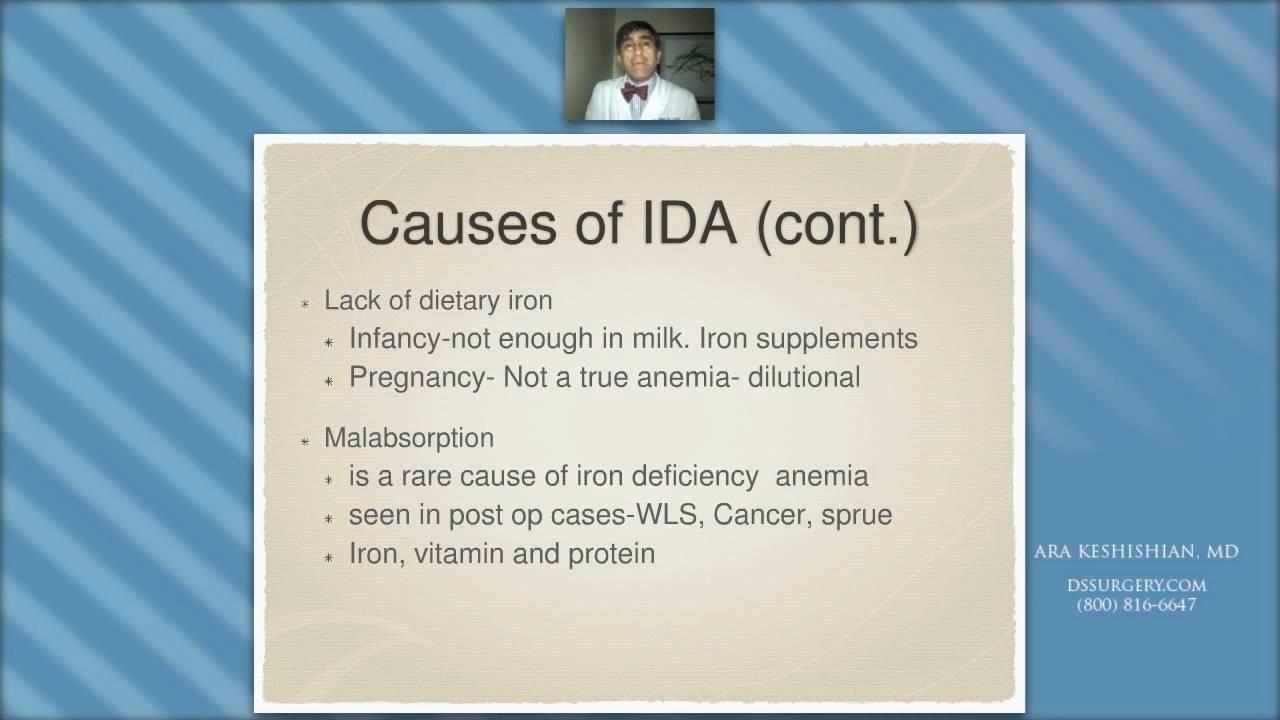 Causes of IDA (cont.)
* Lack of dietary iron
* Infancy-not enough in milk. Iron supplements
* Pregnancy- Not a true anemia- dilutional
* Malabsorption
* is a rare cause of iron deficiency anemia
* seen in post op cases-WLS, Cancer, sprue
* Iron, vitamin and protein
ARA KESHISHIAN, MD
DSSURGERY.COM
(800) 816-6647